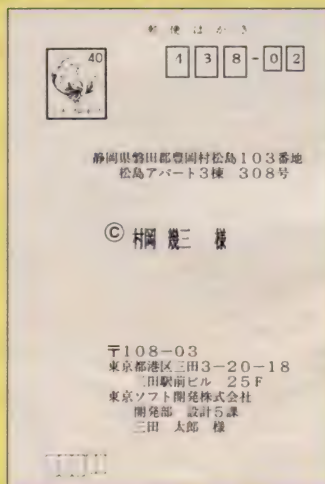 郵便はがき
40
138-02
静岡県磐田郡豊岡村松島103番地
松島アパート3棟 308号
Ⓒ 村岡 幾三 様
〒108-03
東京都港区三田3-20-18
三田駅前ビル 25F
東京ソフト開発株式会社
開発部 設計5課
三田 太郎 様